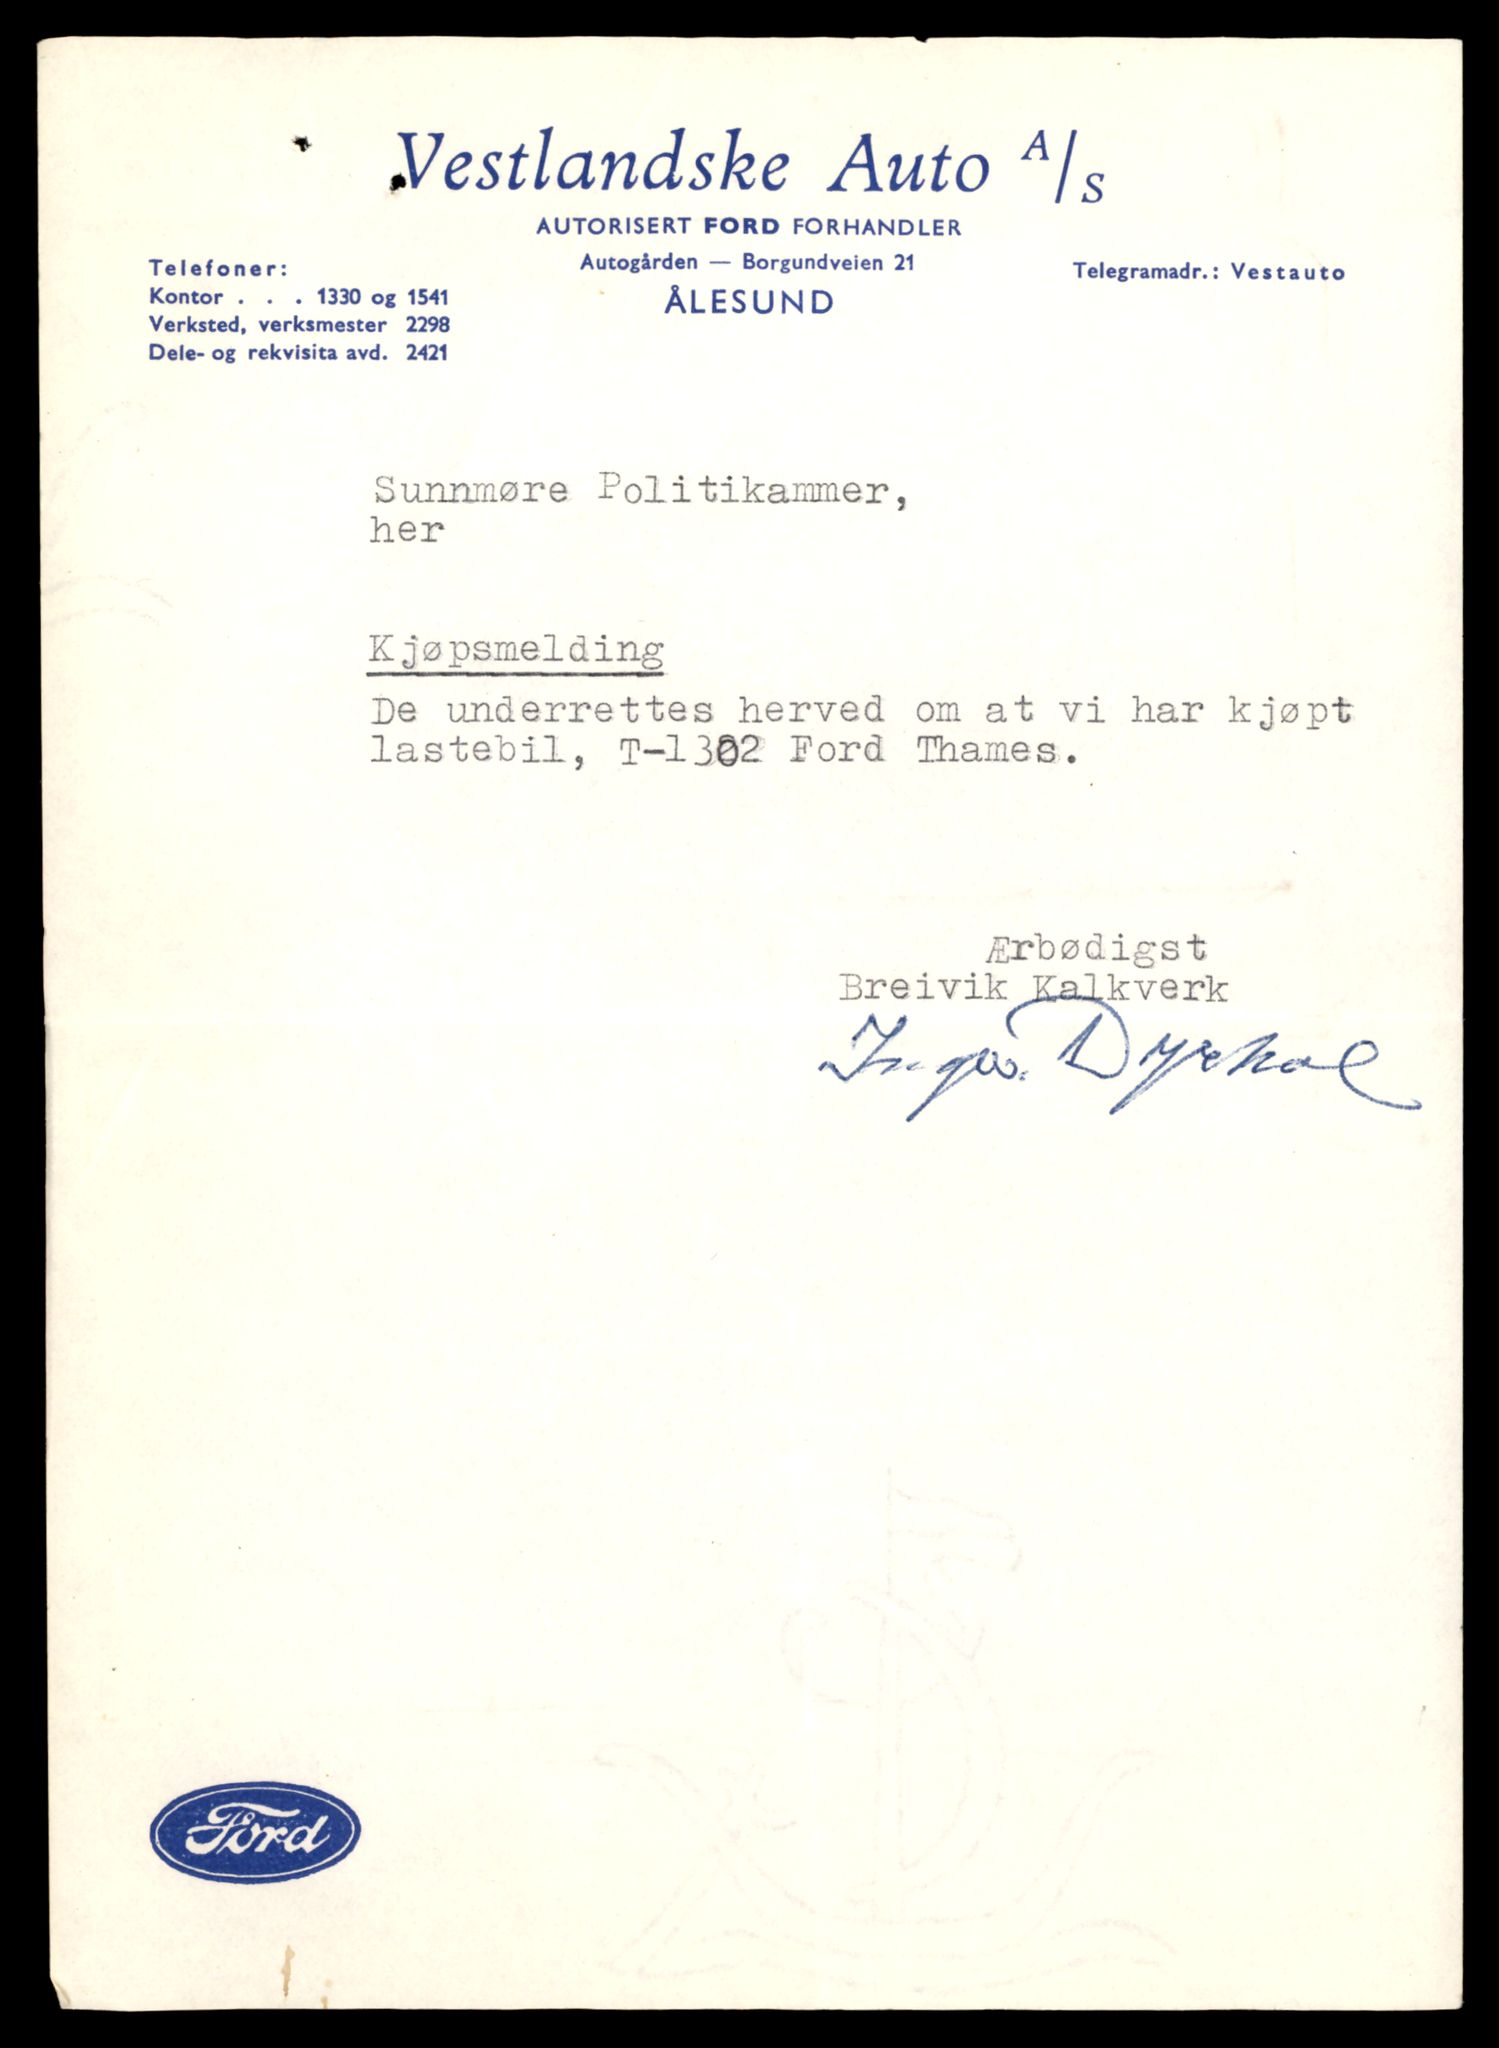 Vestlandske Auto A/S
AUTORISERT FORD FORHANDLER
Autogården — Borgundveien 21
ÅLESUND
Telefoner:
Kontor . . . 1330 og 1541
Verksted, verksmester 2298
Dele- og rekvisita avd. 2421
Telegramadr.: Vestauto
Sunnmøre Politikammer,
her
Kjøpsmelding
De underrettes herved om at vi har kjøpt
lastebil, T-1302 Ford Thames.
Ærbødigst
Breivik Kalkverk
Ford